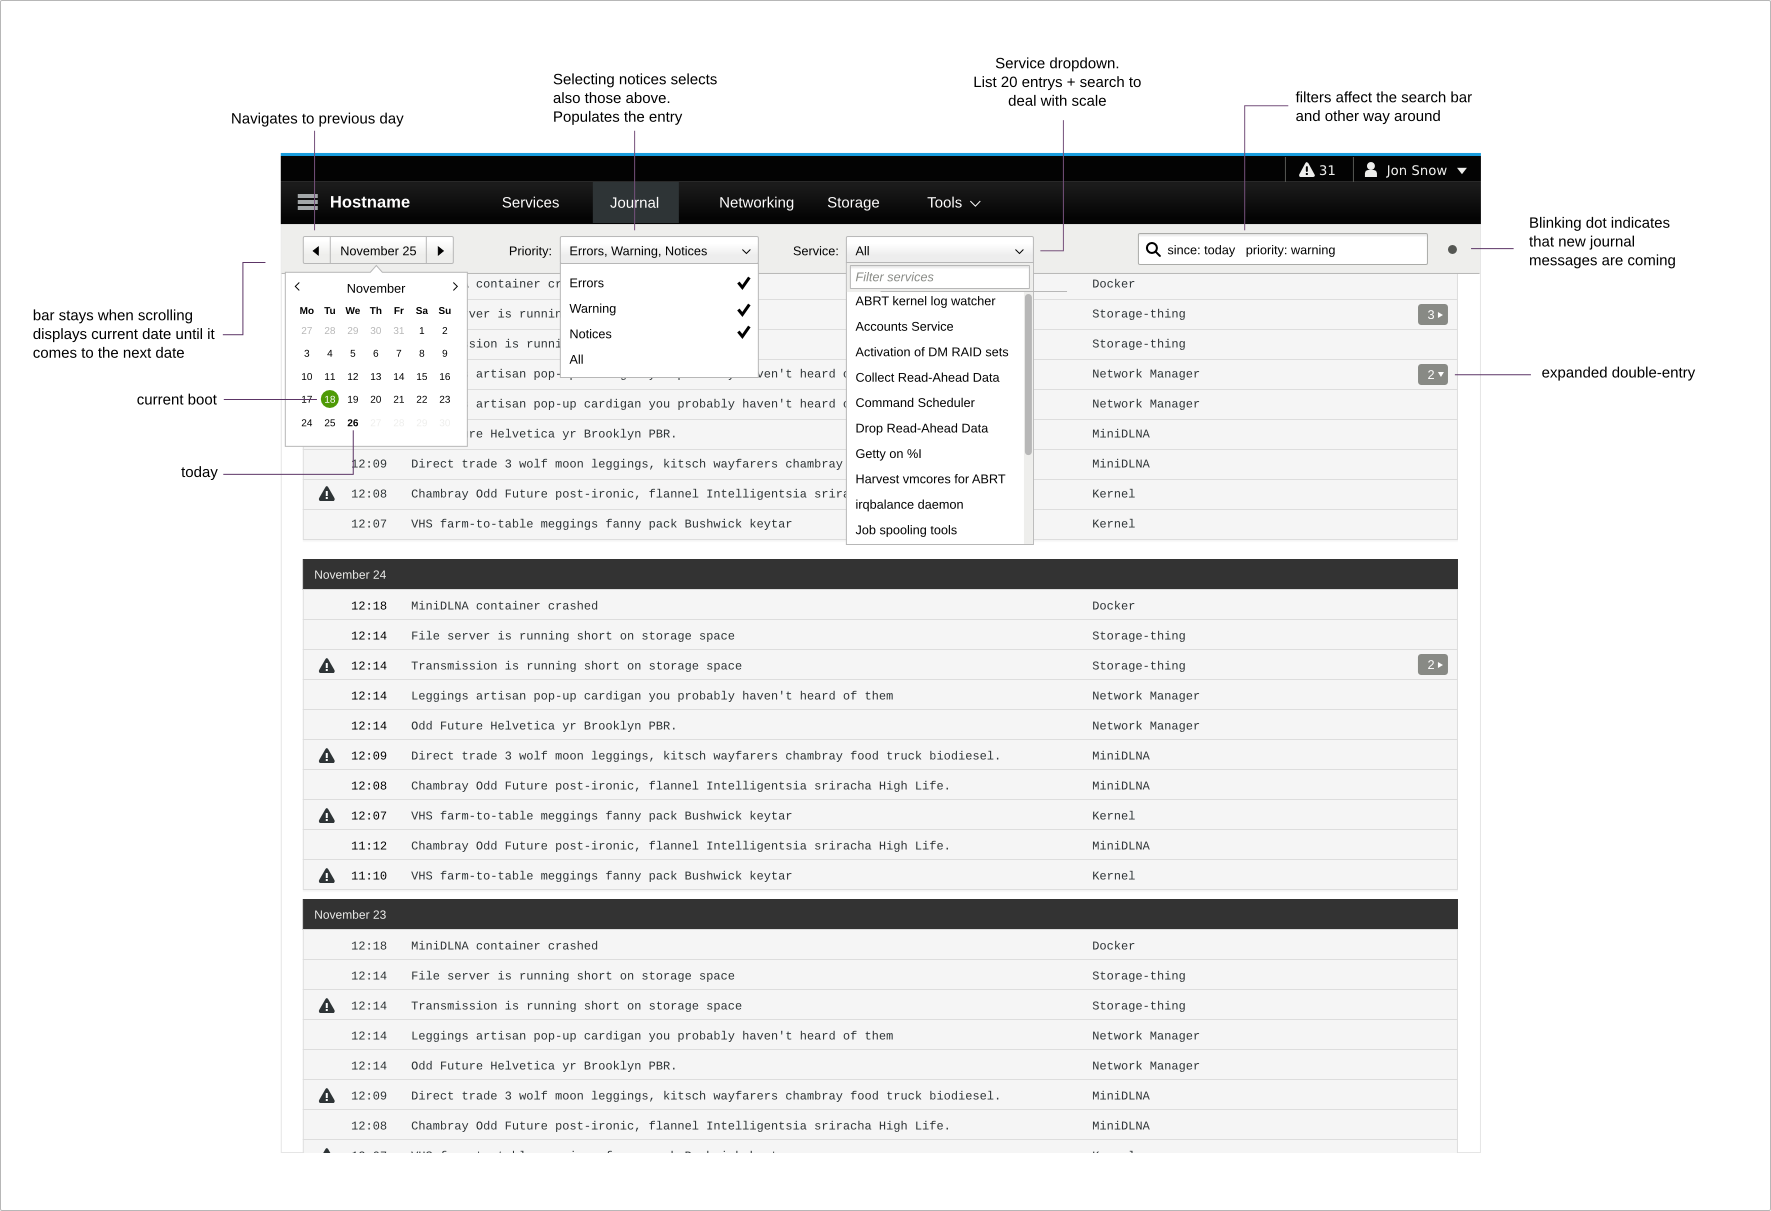 Service dropdown.
List 20 entrys + search to
deal with scale
Selecting notices selects
also those above.
Populates the entry
filters affect the search bar
and other way around
Navigates to previous day
31 Jon Snow
Hostname Services Journal Networking Storage Tools
Blinking dot indicates
that new journal
messages are coming
November 25 Priority: Errors, Warning, Notices Service: All since: today priority: warning
bar stays when scrolling
displays current date until it
comes to the next date
November
Mo Tu We Th Fr Sa Su
27 28 29 30 31 1 2
3 4 5 6 7 8 9
10 11 12 13 14 15 16
17 18 19 20 21 22 23
24 25 26 27 28 29 30
current boot
today
Errors
Warning
Notices
All
Filter services
ABRT kernel log watcher
Accounts Service
Activation of DM RAID sets
Collect Read-Ahead Data
Command Scheduler
Drop Read-Ahead Data
Getty on %I
Harvest vmcores for ABRT
irqbalance daemon
Job spooling tools
container cr Docker
ver is runnin Storage-thing 3
sion is runni Storage-thing
artisan pop- ven't heard Network Manager 2
expanded double-entry
artisan pop-up cardigan you probably haven't heard Network Manager
re Helvetica yr Brooklyn PBR. MiniDLNA
12:09 Direct trade 3 wolf moon leggings, kitsch wayfarers chambray MiniDLNA
12:08 Chambray Odd Future post-ironic, flannel Intelligentsia srira Kernel
12:07 VHS farm-to-table meggings fanny pack Bushwick keytar Kernel
November 24
12:18 MiniDLNA container crashed Docker
12:14 File server is running short on storage space Storage-thing
12:14 Transmission is running short on storage space Storage-thing 2
12:14 Leggings artisan pop-up cardigan you probably haven't heard of them Network Manager
12:14 Odd Future Helvetica yr Brooklyn PBR. Network Manager
12:09 Direct trade 3 wolf moon leggings, kitsch wayfarers chambray food truck biodiesel. MiniDLNA
12:08 Chambray Odd Future post-ironic, flannel Intelligentsia sriracha High Life. MiniDLNA
12:07 VHS farm-to-table meggings fanny pack Bushwick keytar Kernel
11:12 Chambray Odd Future post-ironic, flannel Intelligentsia sriracha High Life. MiniDLNA
11:10 VHS farm-to-table meggings fanny pack Bushwick keytar Kernel
November 23
12:18 MiniDLNA container crashed Docker
12:14 File server is running short on storage space Storage-thing
12:14 Transmission is running short on storage space Storage-thing
12:14 Leggings artisan pop-up cardigan you probably haven't heard of them Network Manager
12:14 Odd Future Helvetica yr Brooklyn PBR. Network Manager
12:09 Direct trade 3 wolf moon leggings, kitsch wayfarers chambray food truck biodiesel. MiniDLNA
12:08 Chambray Odd Future post-ironic, flannel Intelligentsia sriracha High Life. MiniDLNA